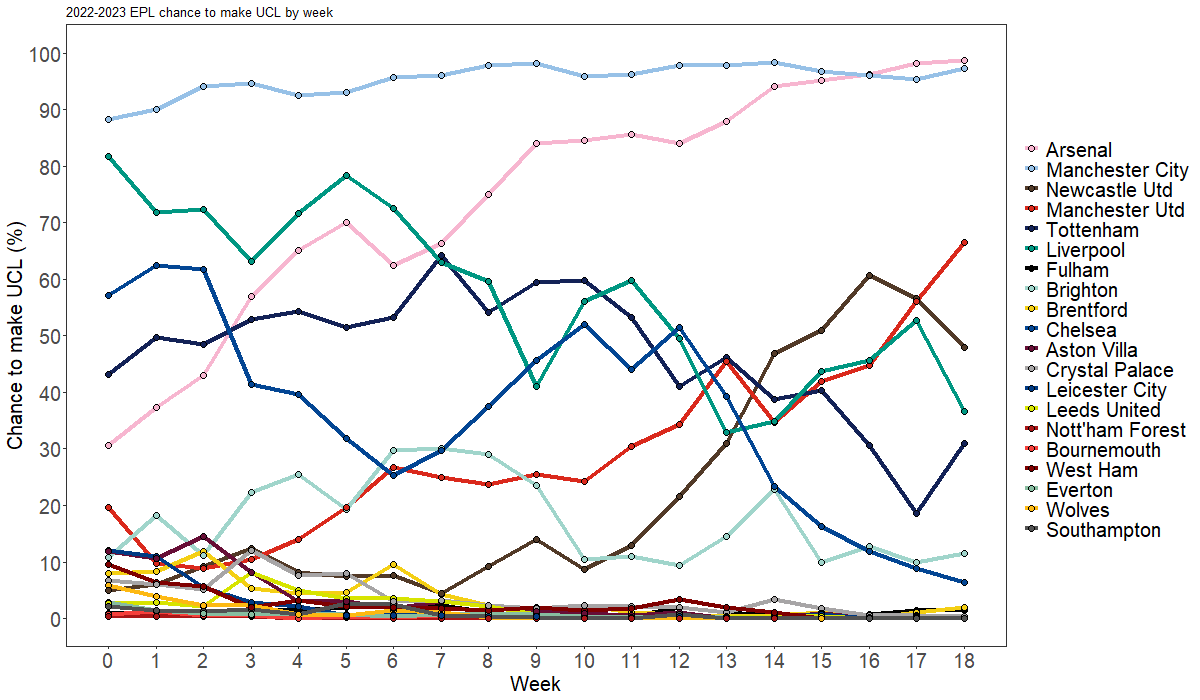 2022-2023 EPL chance to make UCL by week
Chance to make UCL (%)
100
90
80
70
60
50
40
30
20
10
0
0 1 2 3 4 5 6 7 8 9 10 11 12 13 14 15 16 17 18
Week
Arsenal
Manchester City
Newcastle Utd
Manchester Utd
Tottenham
Liverpool
Fulham
Brighton
Brentford
Chelsea
Aston Villa
Crystal Palace
Leicester City
Leeds United
Nott'ham Forest
Bournemouth
West Ham
Everton
Wolves
Southampton